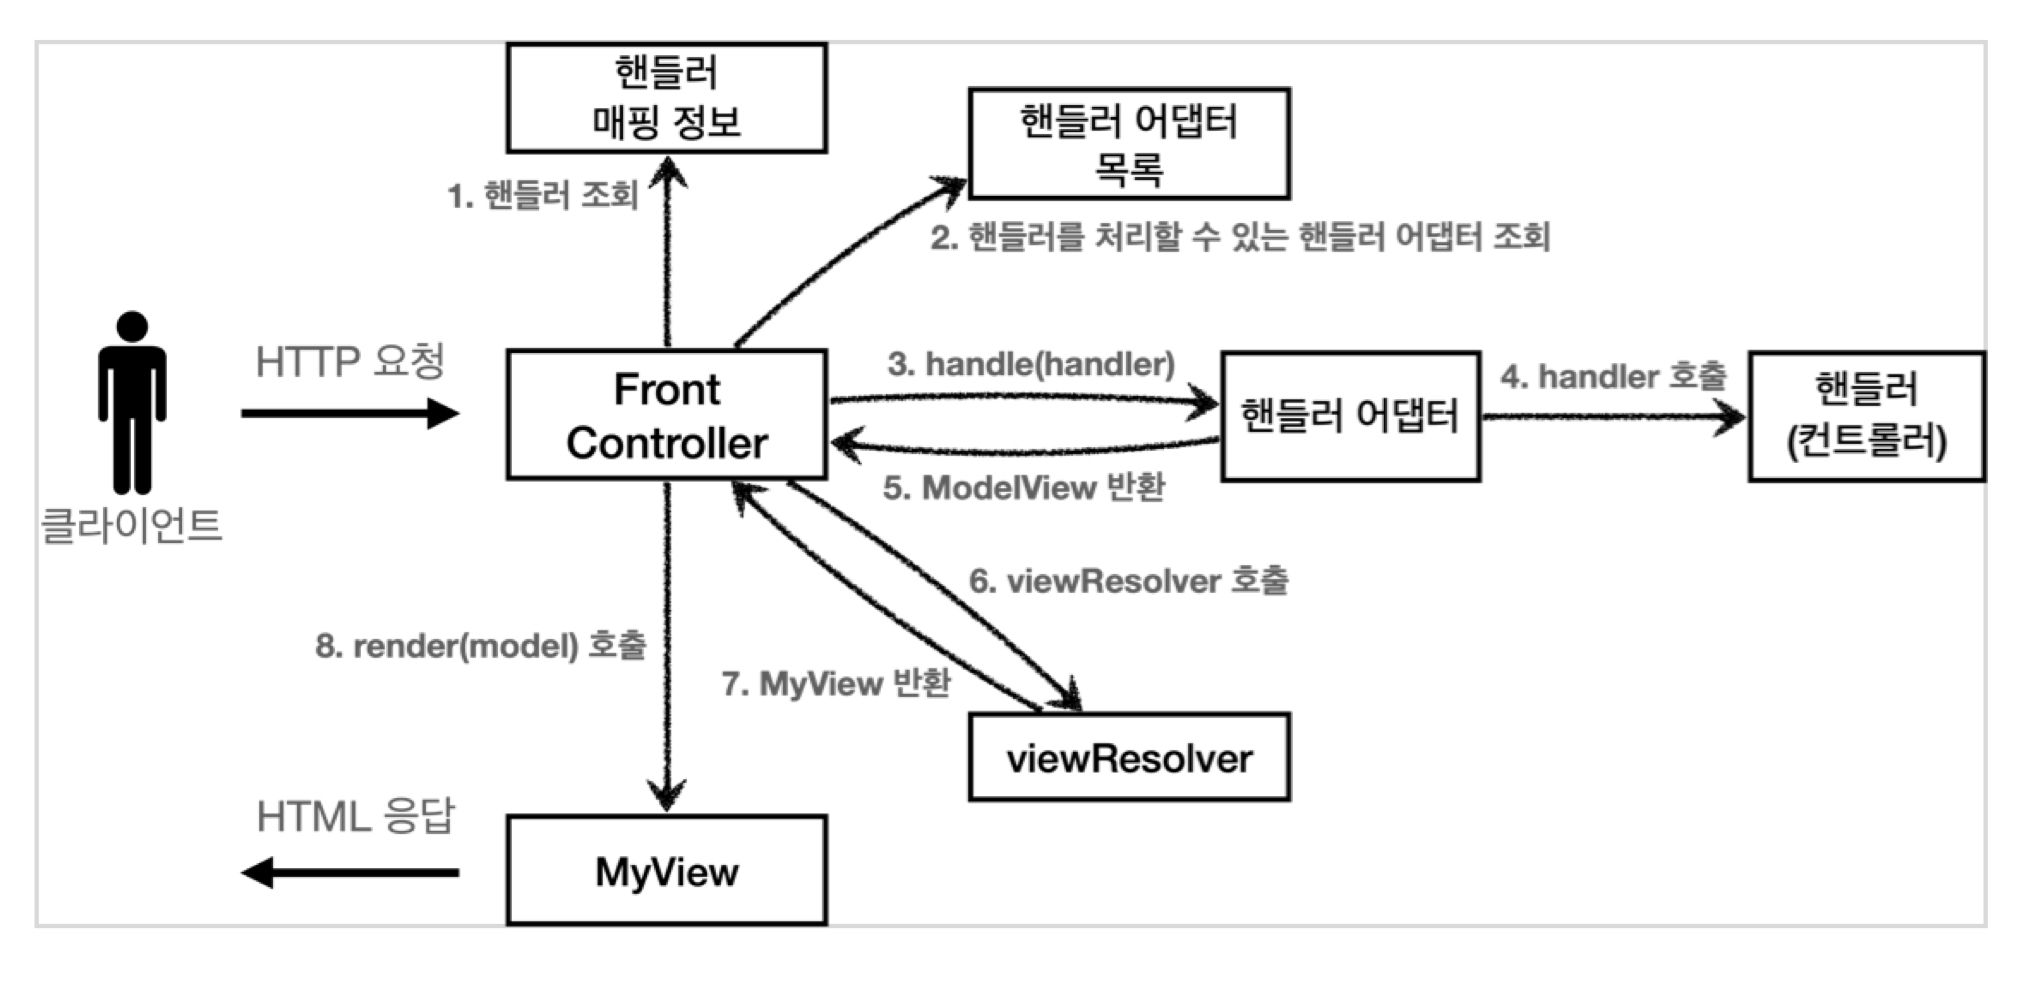 핸들러
매핑 정보
핸들러 어댑터
목록
1. 핸들러 조회
2. 핸들러를 처리할 수 있는 핸들러 어댑터 조회
HTTP 요청
Front
Controller
3. handle(handler)
핸들러 어댑터
4. handler 호출
핸들러
(컨트롤러)
5. ModelView 반환
클라이언트
6. viewResolver 호출
8. render(model) 호출
7. MyView 반환
viewResolver
HTML 응답
MyView